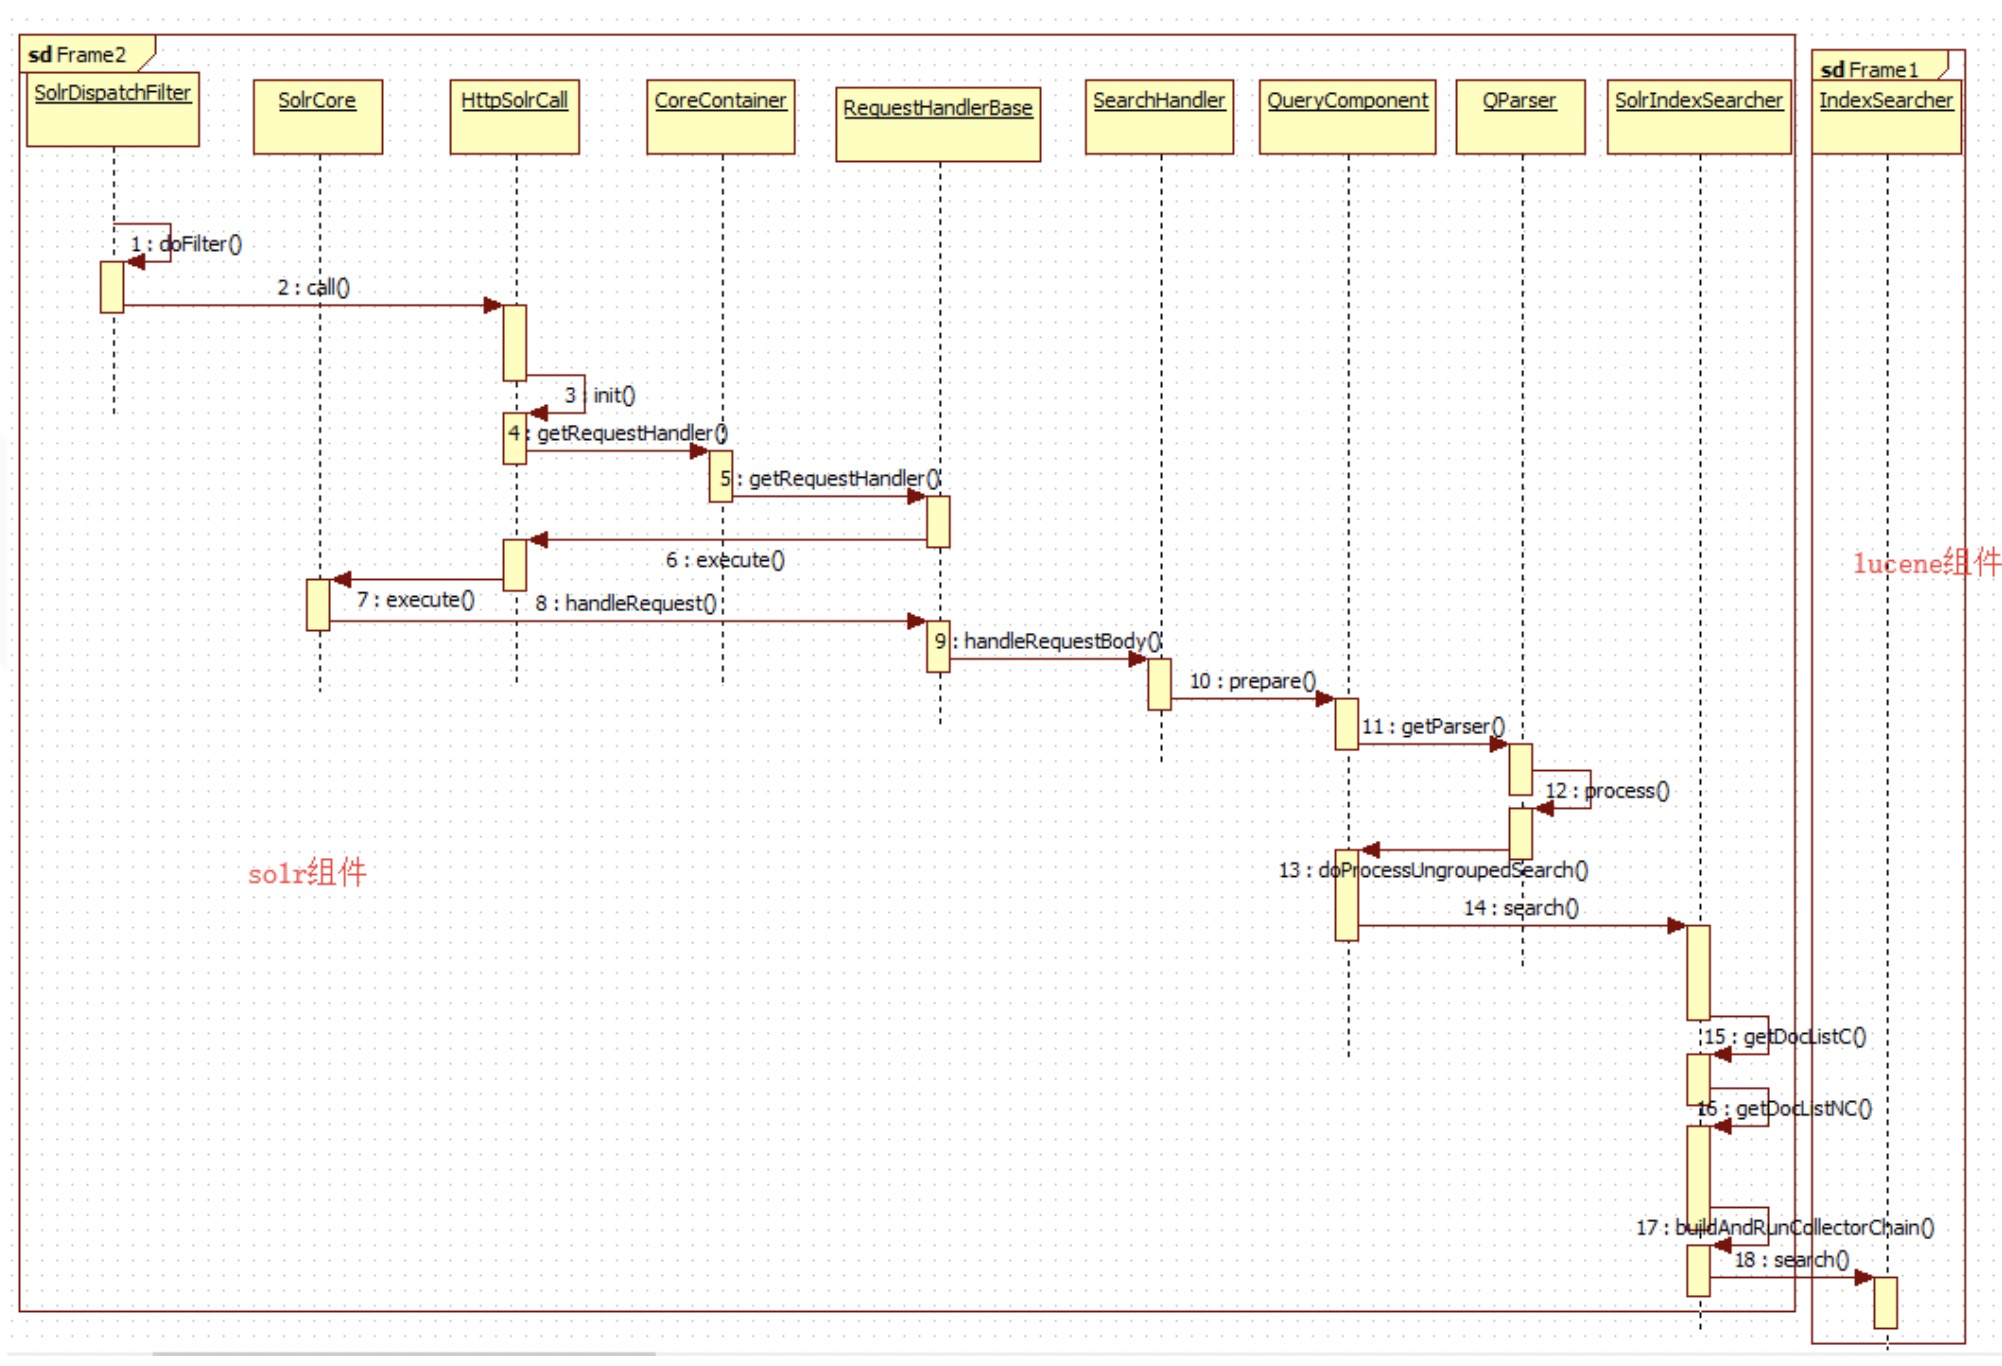 sd Frame2
sd Frame1
SolrDispatchFilter
SolrCore
HttpSolrCall
CoreContainer
RequestHandlerBase
SearchHandler
QueryComponent
QParser
SolrIndexSearcher
IndexSearcher
1 : doFilter()
2 : call()
3 : init()
4 : getRequestHandler()
5 : getRequestHandler()
6 : execute()
lucene组件
7 : execute()
8 : handleRequest()
9 : handleRequestBody()
10 : prepare()
11 : getParser()
12 : process()
solr组件
13 : doProcessUngroupedSearch()
14 : search()
15 : getDocListC()
16 : getDocListNC()
17 : buildAndRunCollectorChain()
18 : search()